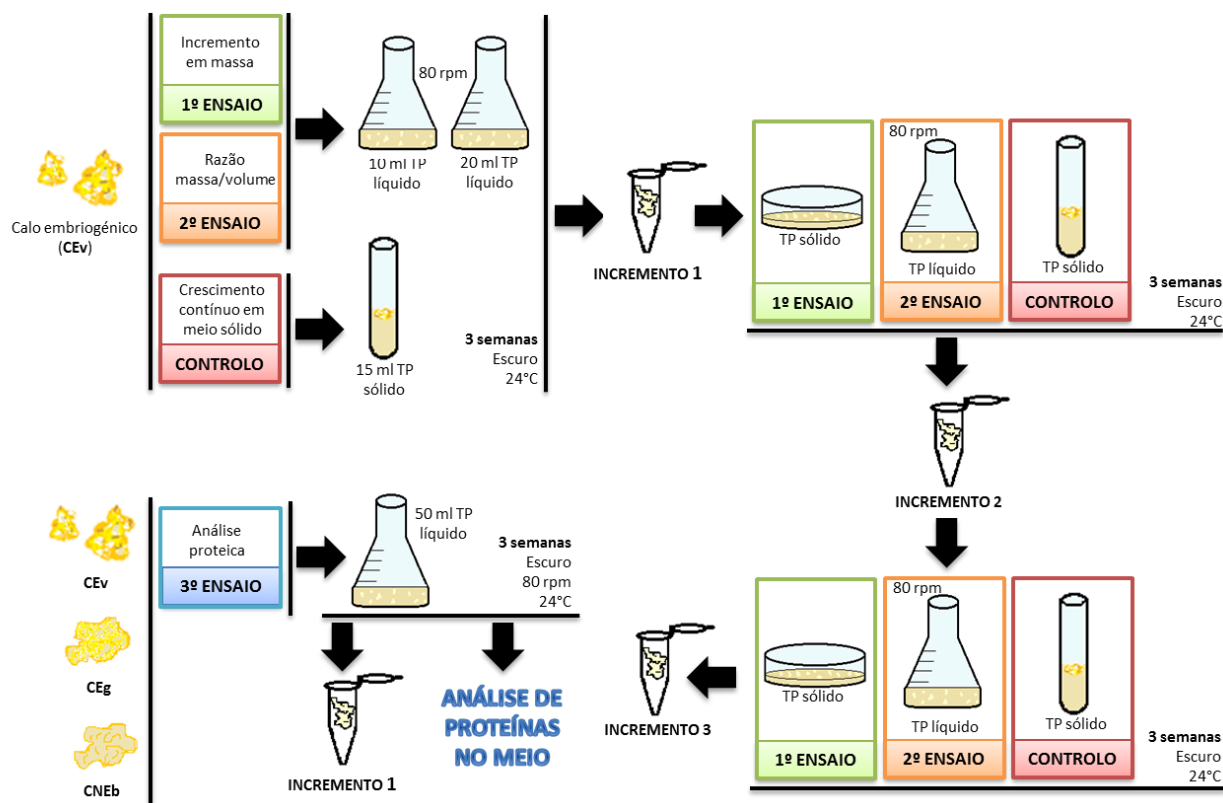 Incremento
em massa
1º ENSAIO
Razão
massa/volume
2º ENSAIO
Crescimento
contínuo em
meio sólido
CONTROLO
Calo embriogénico
(CEv)
80 rpm
10 ml TP
líquido
20 ml TP
líquido
15 ml TP
sólido
3 semanas
Escuro
24°C
INCREMENTO 1
TP sólido
1º ENSAIO
80 rpm
TP líquido
2º ENSAIO
TP sólido
CONTROLO
3 semanas
Escuro
24°C
INCREMENTO 2
80 rpm
TP sólido
1º ENSAIO
TP líquido
2º ENSAIO
TP sólido
CONTROLO
3 semanas
Escuro
24°C
INCREMENTO 3
CEv
CEg
CNEb
Análise
proteica
3º ENSAIO
50 ml TP
líquido
3 semanas
Escuro
80 rpm
24°C
INCREMENTO 1
ANÁLISE DE
PROTEÍNAS
NO MEIO